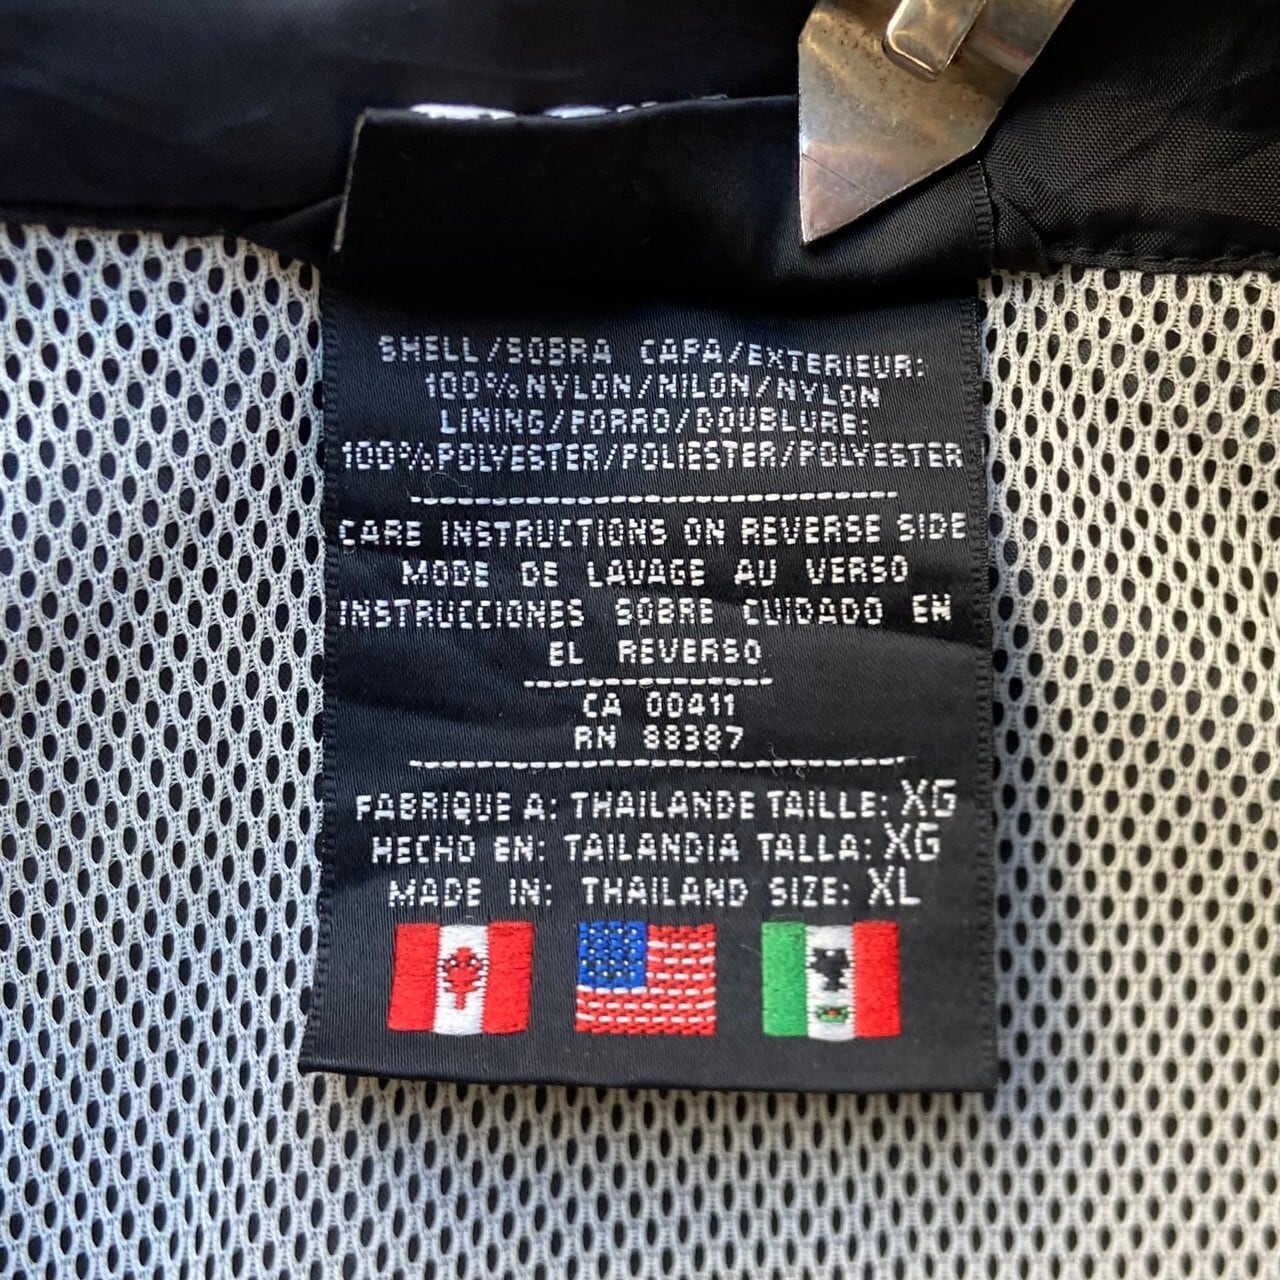 SHELL/SOBRA CAPA/EXTERIEUR:
100%NYLON/NILON/NYLON
LINING/FORRO/DOUBLURE:
100%POLYESTER/POLIESTER/POLYESTER
CARE INSTRUCTIONS ON REVERSE SIDE
MODE DE LAVAGE AU VERSO
INSTRUCCIONES SOBRE CUIDADO EN
EL REVERSO
CA 00411
RN 88387
FABRIQUE A: THAILANDE TAILLE: XG
HECHO EN: TAILANDIA TALLA: XG
MADE IN: THAILAND SIZE: XL